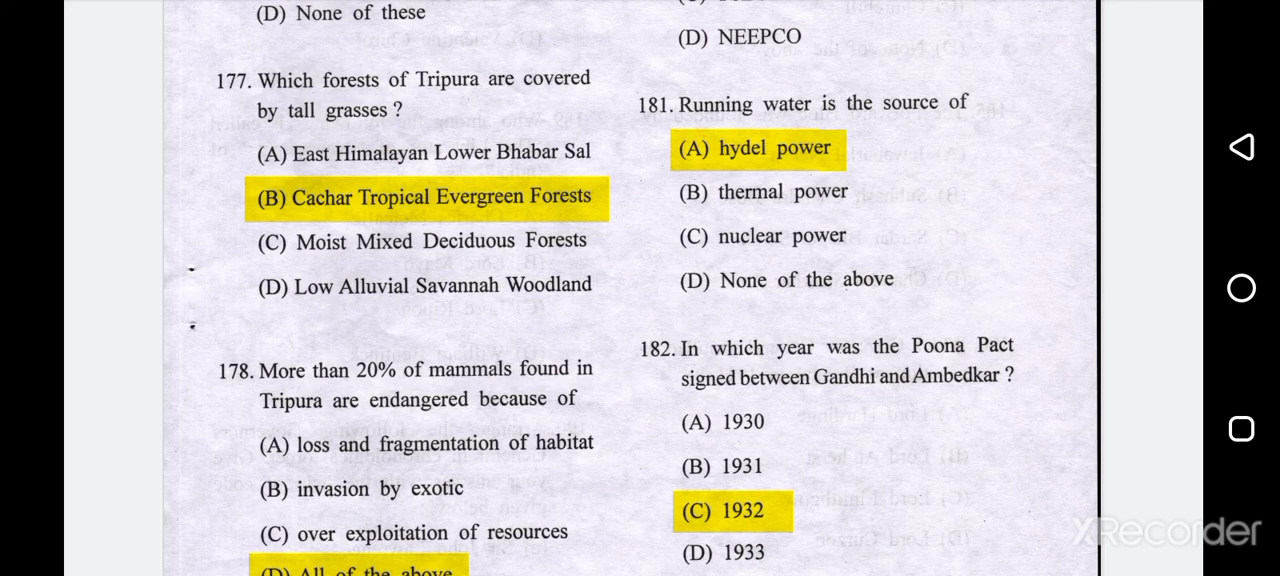 (D) None of these
177. Which forests of Tripura are covered
by tall grasses ?
(A) East Himalayan Lower Bhabar Sal
(B) Cachar Tropical Evergreen Forests
(C) Moist Mixed Deciduous Forests
(D) Low Alluvial Savannah Woodland
178. More than 20% of mammals found in
Tripura are endangered because of
(A) loss and fragmentation of habitat
(B) invasion by exotic
(C) over exploitation of resources
(D) All of the above
(D) NEEPCO
181. Running water is the source of
(A) hydel power
(B) thermal power
(C) nuclear power
(D) None of the above
182. In which year was the Poona Pact
signed between Gandhi and Ambedkar ?
(A) 1930
(B) 1931
(C) 1932
(D) 1933
XRecorder